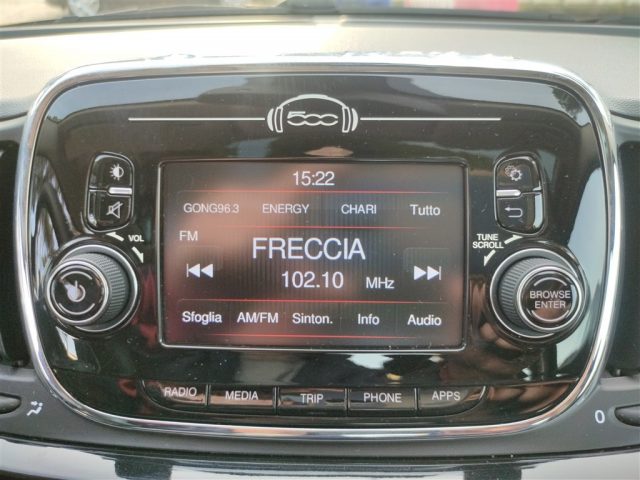 500
15:22
GONG96.3 ENERGY CHARI Tutto
FM
VOL
TUNE
SCROLL
FRECCIA
102.10 MHz
BROWSE
ENTER
Sfoglia AM/FM Sinton. Info Audio
RADIO MEDIA TRIP PHONE APPS
0